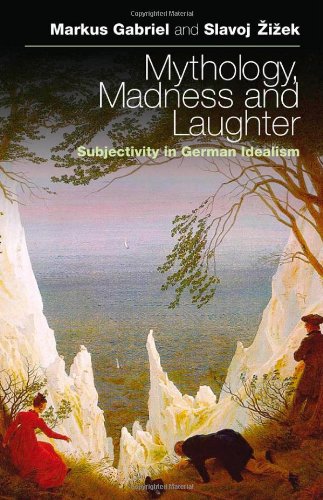 Markus Gabriel and Slavoj Žižek
Mythology,
Madness and
Laughter
Subjectivity in German Idealism